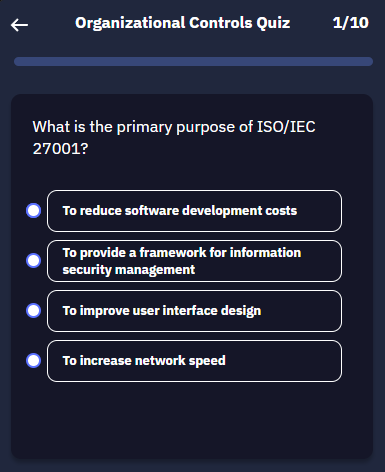 Organizational Controls Quiz 1/10
What is the primary purpose of ISO/IEC
27001?
To reduce software development costs
To provide a framework for information
security management
To improve user interface design
To increase network speed